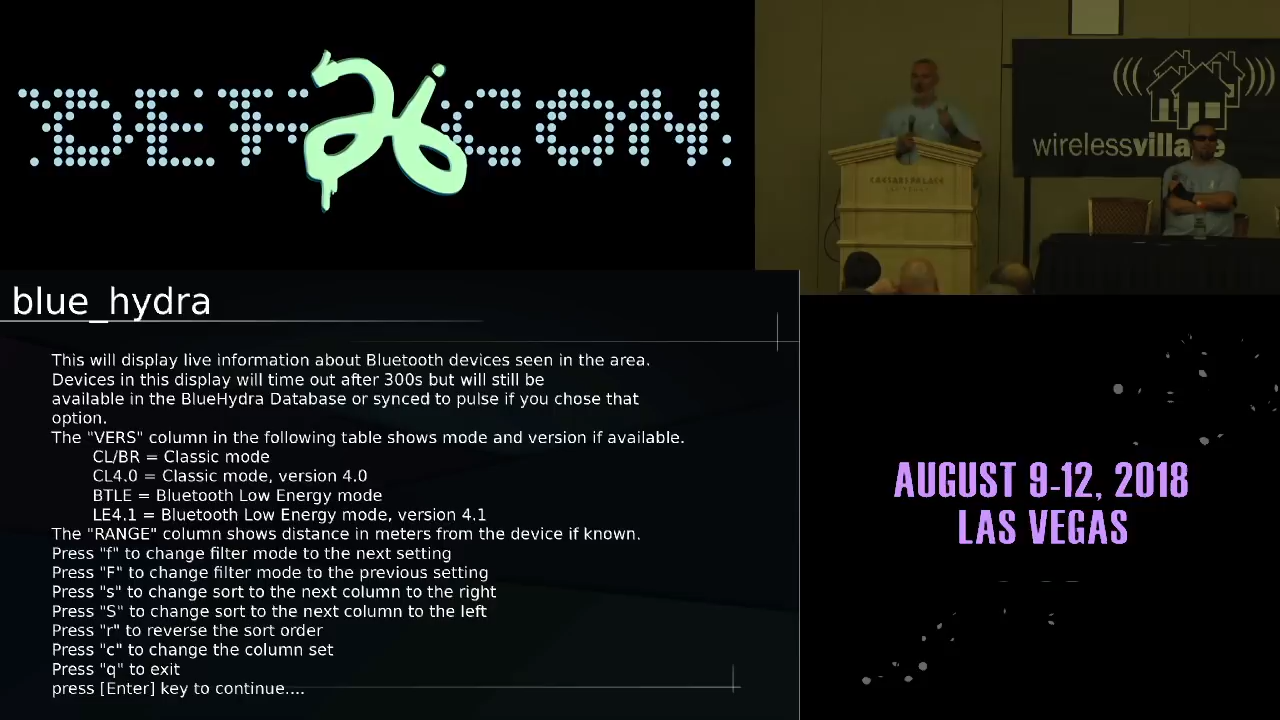 DEF CON
26
CAESARS PALACE
wirelessvillage
blue_hydra
This will display live information about Bluetooth devices seen in the area.
Devices in this display will time out after 300s but will still be
available in the BlueHydra Database or synced to pulse if you chose that
option.
The "VERS" column in the following table shows mode and version if available.
CL/BR = Classic mode
CL4.0 = Classic mode, version 4.0
BTLE = Bluetooth Low Energy mode
LE4.1 = Bluetooth Low Energy mode, version 4.1
The "RANGE" column shows distance in meters from the device if known.
Press "f" to change filter mode to the next setting
Press "F" to change filter mode to the previous setting
Press "s" to change sort to the next column to the right
Press "S" to change sort to the next column to the left
Press "r" to reverse the sort order
Press "c" to change the column set
Press "q" to exit
press [Enter] key to continue....
AUGUST 9-12, 2018
LAS VEGAS